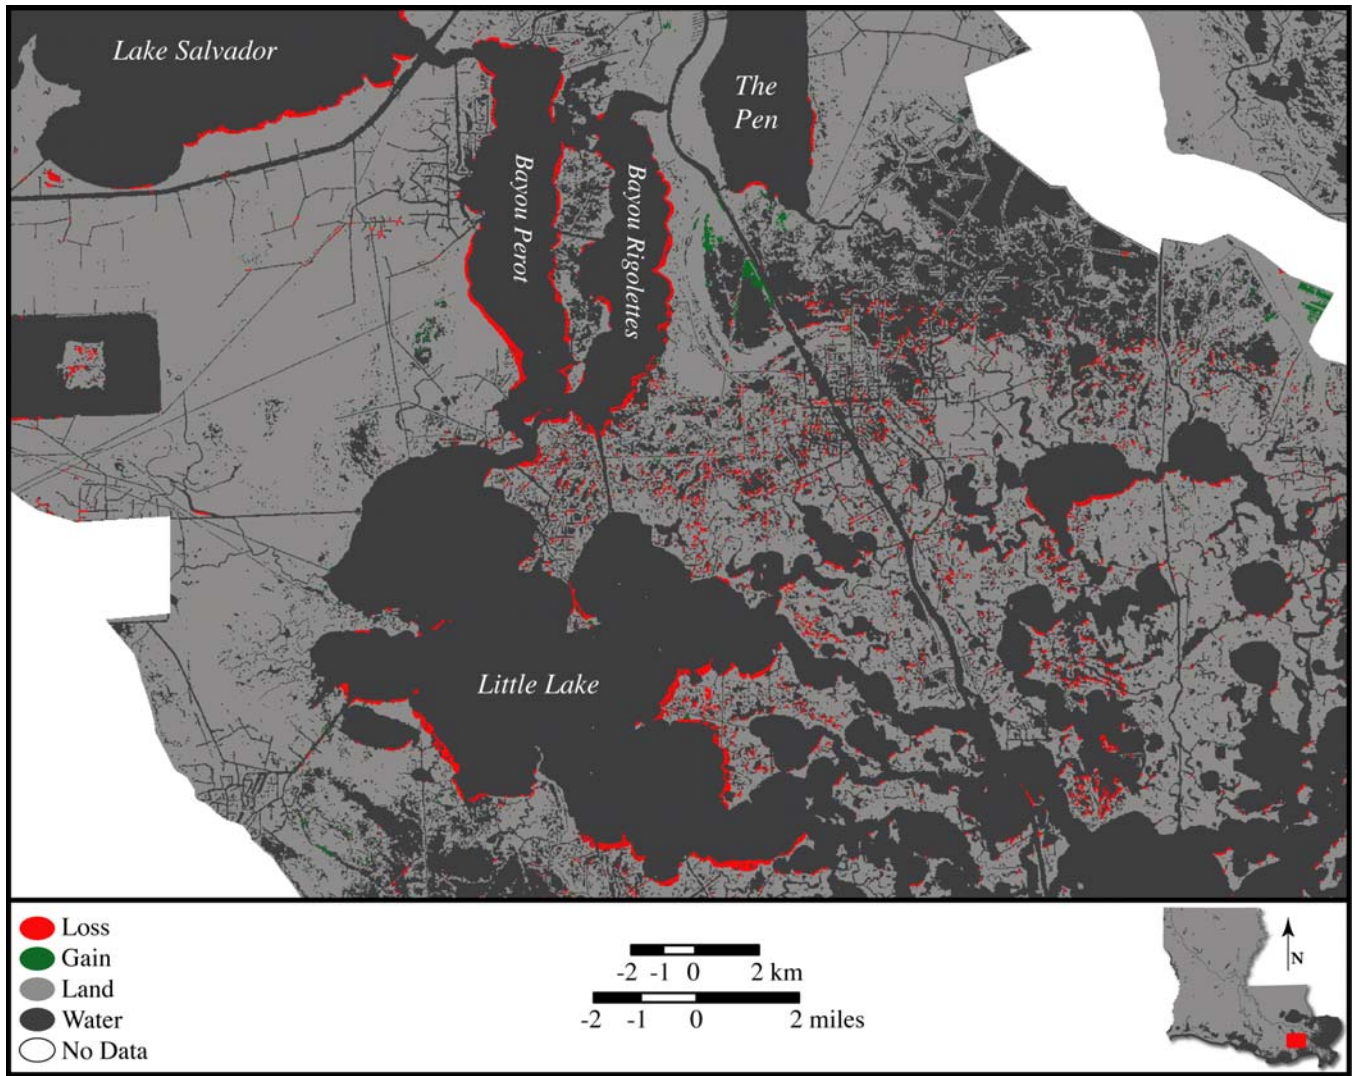 Lake Salvador
The
Pen
Bayou Perot
Bayou Rigolettes
Little Lake
Loss
Gain
Land
Water
No Data
-2 -1 0 2 km
-2 -1 0 2 miles
N